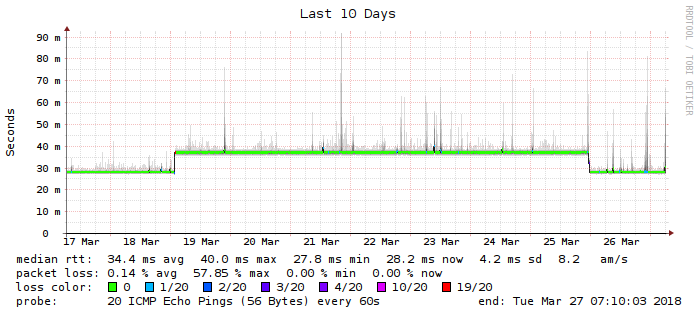 Last 10 Days
RRDTOOL / TOBI OETIKER
Seconds
90 m
80 m
70 m
60 m
50 m
40 m
30 m
20 m
10 m
0
17 Mar 18 Mar 19 Mar 20 Mar 21 Mar 22 Mar 23 Mar 24 Mar 25 Mar 26 Mar
median rtt: 34.4 ms avg 40.0 ms max 27.8 ms min 28.2 ms now 4.2 ms sd 8.2 am/s
packet loss: 0.14 % avg 57.85 % max 0.00 % min 0.00 % now
loss color: 0 1/20 2/20 3/20 4/20 10/20 19/20
probe: 20 ICMP Echo Pings (56 Bytes) every 60s end: Tue Mar 27 07:10:03 2018